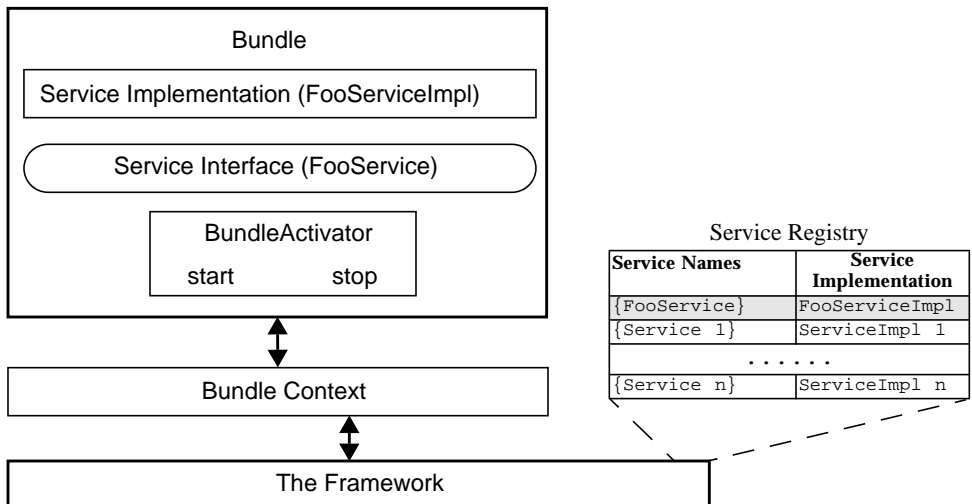 Bundle
Service Implementation (FooServiceImpl)
Service Interface (FooService)
BundleActivator
start stop
Bundle Context
The Framework
Service Registry
Service Names Service
Implementation
{FooService} FooServiceImpl
{Service 1} ServiceImpl 1
. . . . . .
{Service n} ServiceImpl n